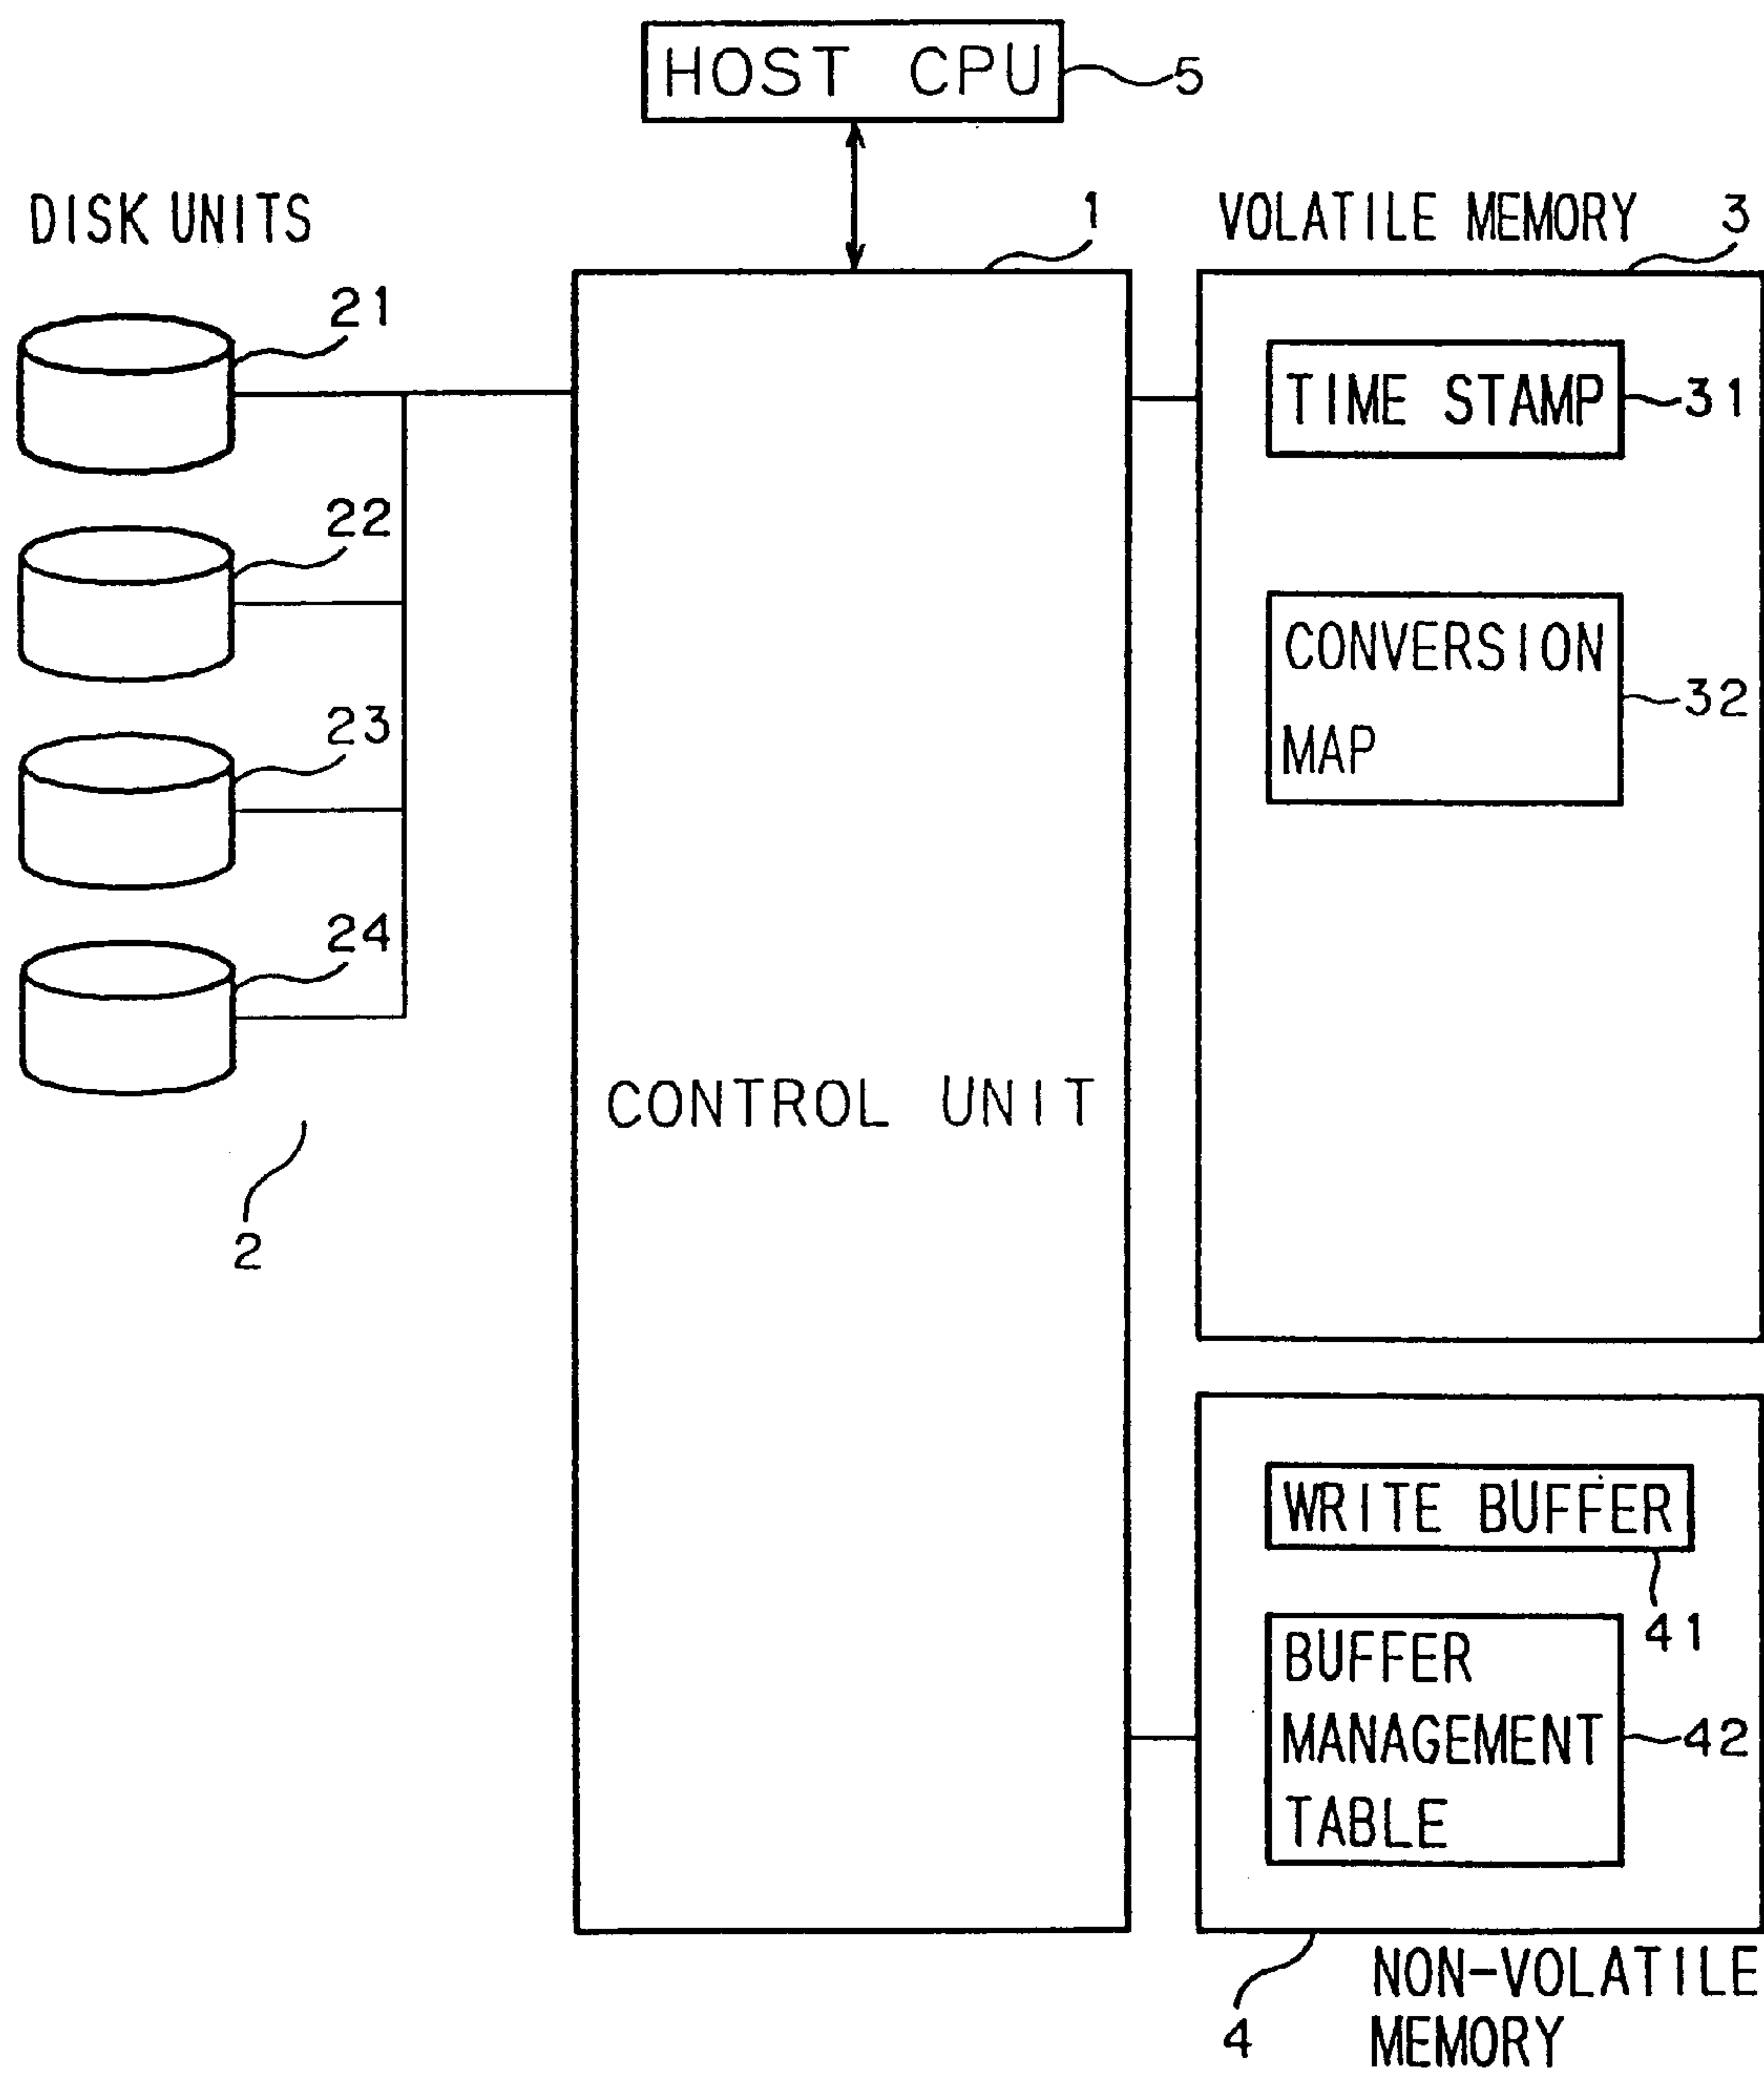 HOST CPU
5
DISK UNITS
1
VOLATILE MEMORY
3
21
TIME STAMP
31
22
CONVERSION
MAP
32
23
24
CONTROL UNIT
2
WRITE BUFFER
41
BUFFER
MANAGEMENT
TABLE
42
4
NON-VOLATILE
MEMORY